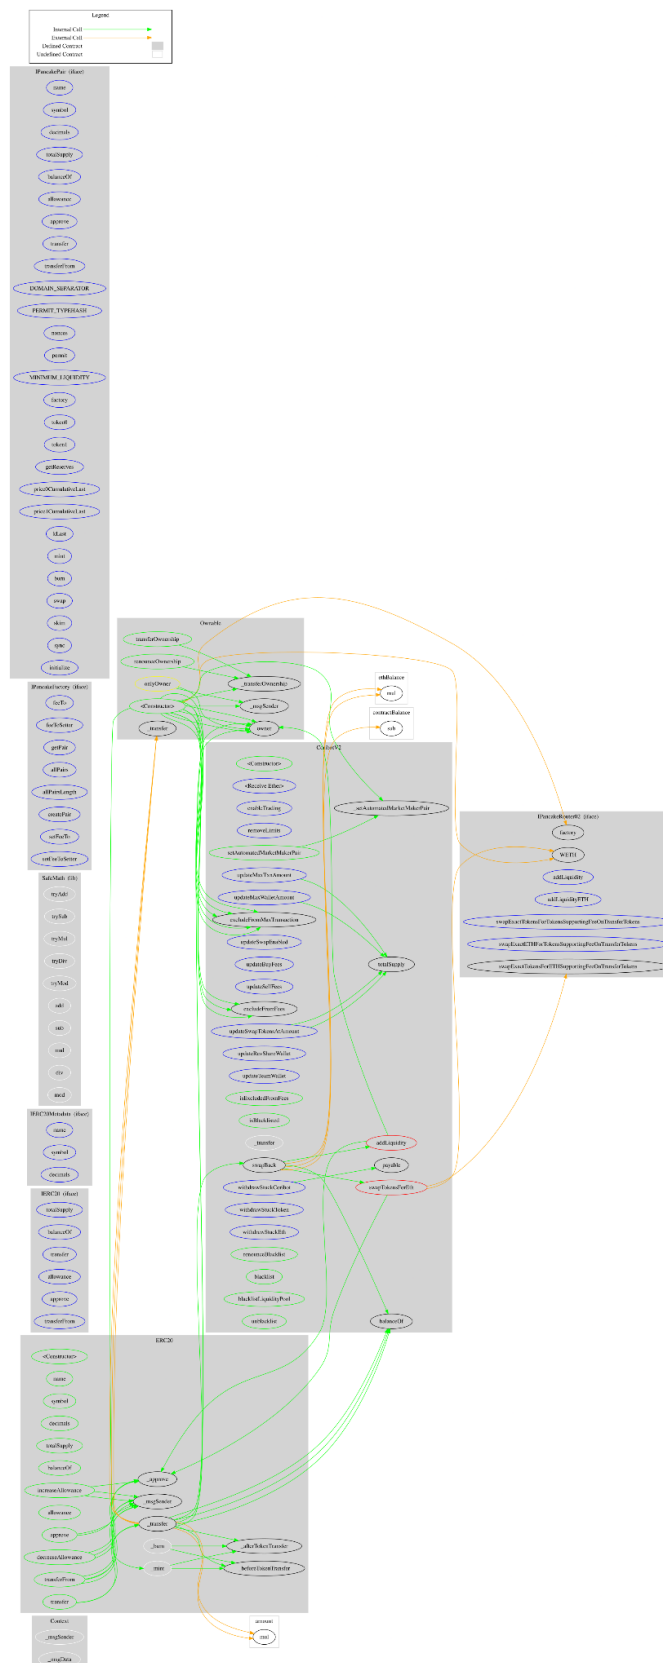 Legend
Internal Call
External Call
Defined Contract
Undefined Contract
IPancakePair (iface)
name
symbol
decimals
totalSupply
balanceOf
allowance
approve
transfer
transferFrom
DOMAIN_SEPARATOR
PERMIT_TYPEHASH
nonces
permit
MINIMUM_LIQUIDITY
factory
token0
token1
getReserves
price0CumulativeLast
price1CumulativeLast
kLast
mint
burn
swap
skim
sync
initialize
IPancakeFactory (iface)
feeTo
feeToSetter
getPair
allPairs
allPairsLength
createPair
setFeeTo
setFeeToSetter
SafeMath (lib)
tryAdd
trySub
tryMul
tryDiv
tryMod
add
sub
mul
div
mod
IERC20Metadata (iface)
name
symbol
decimals
IERC20 (iface)
totalSupply
balanceOf
transfer
allowance
approve
transferFrom
Ownable
transferOwnership
renounceOwnership
onlyOwner
<Constructor>
_transfer
_transferOwnership
_msgSender
owner
ethBalance
mul
contractBalance
sub
<Constructor>
<Receive Ether>
enableTrading
removeLimits
setAutomatedMarketMakerPair
updateMaxTxnAmount
updateMaxWalletAmount
excludeFromMaxTransaction
updateSwapEnabled
updateBuyFees
updateSellFees
excludeFromFees
updateSwapTokensAtAmount
updateRevShareWallet
updateTeamWallet
isExcludedFromFees
isBlacklisted
_transfer
swapBack
withdrawStuckToken
withdrawStuckEth
renounceBlacklist
blacklist
blacklistLiquidityPool
unblacklist
_setAutomatedMarketMakerPair
totalSupply
addLiquidity
payable
swapTokensForEth
balanceOf
IPancakeRouter02 (iface)
factory
WETH
addLiquidity
addLiquidityETH
swapExactTokensForTokensSupportingFeeOnTransferTokens
swapExactETHForTokensSupportingFeeOnTransferTokens
swapExactTokensForETHSupportingFeeOnTransferTokens
ERC20
<Constructor>
name
symbol
decimals
totalSupply
balanceOf
increaseAllowance
allowance
approve
decreaseAllowance
transferFrom
transfer
_approve
_msgSender
_transfer
_burn
_mint
_afterTokenTransfer
_beforeTokenTransfer
amount
mul
Context
_msgSender
_msgData